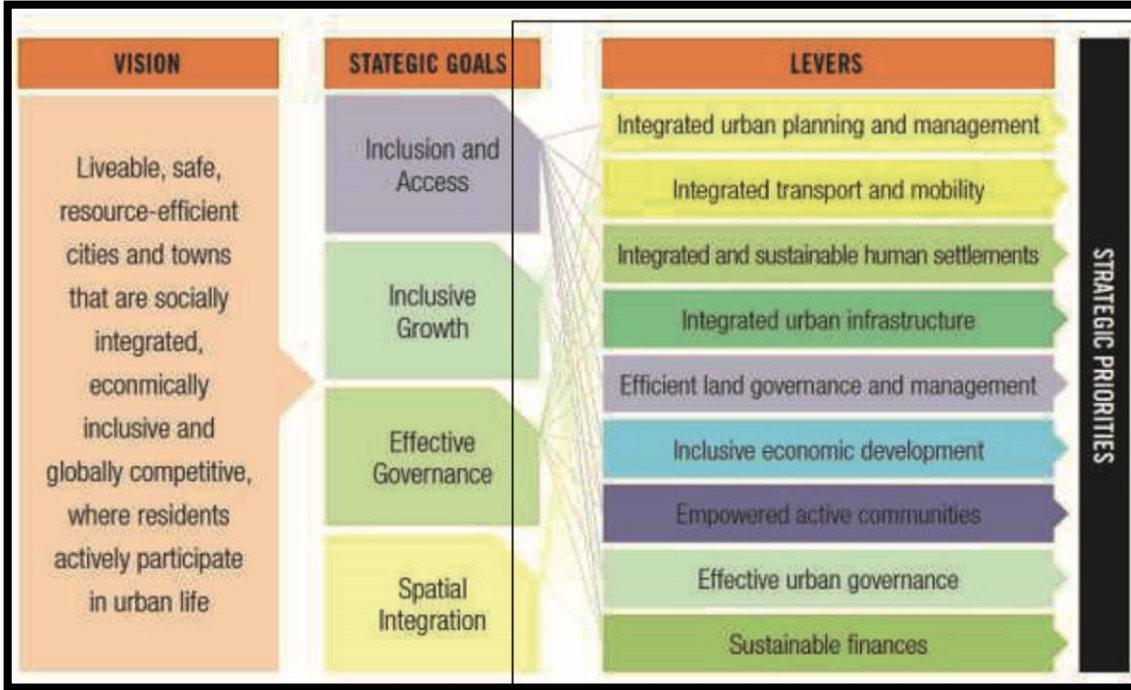 VISION
Liveable, safe,
resource-efficient
cities and towns
that are socially
integrated,
econmically
inclusive and
globally competitive,
where residents
actively participate
in urban life
STATEGIC GOALS
Inclusion and
Access
Inclusive
Growth
Effective
Governance
Spatial
Integration
LEVERS
Integrated urban planning and management
Integrated transport and mobility
Integrated and sustainable human settlements
Integrated urban infrastructure
Efficient land governance and management
Inclusive economic development
Empowered active communities
Effective urban governance
Sustainable finances
STRATEGIC PRIORITIES